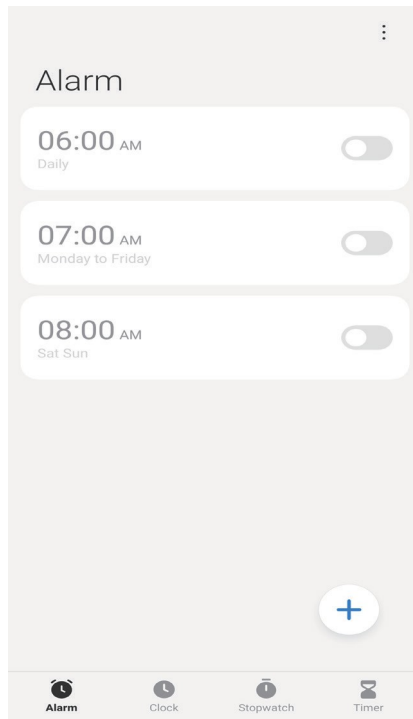 Alarm
06:00 AM
Daily
07:00 AM
Monday to Friday
08:00 AM
Sat Sun
Alarm Clock Stopwatch Timer